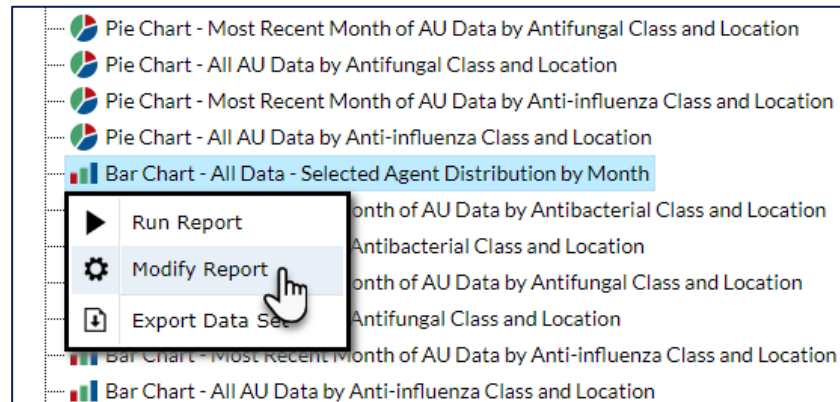 Pie Chart - Most Recent Month of AU Data by Antifungal Class and Location
Pie Chart - All AU Data by Antifungal Class and Location
Pie Chart - Most Recent Month of AU Data by Anti-influenza Class and Location
Pie Chart - All AU Data by Anti-influenza Class and Location
Bar Chart - All Data - Selected Agent Distribution by Month
Run Report
onth of AU Data by Antibacterial Class and Location
Antibacterial Class and Location
Modify Report
onth of AU Data by Antifungal Class and Location
Export Data Set
Antifungal Class and Location
Bar Chart - Most Recent Month of AU Data by Anti-influenza Class and Location
Bar Chart - All AU Data by Anti-influenza Class and Location